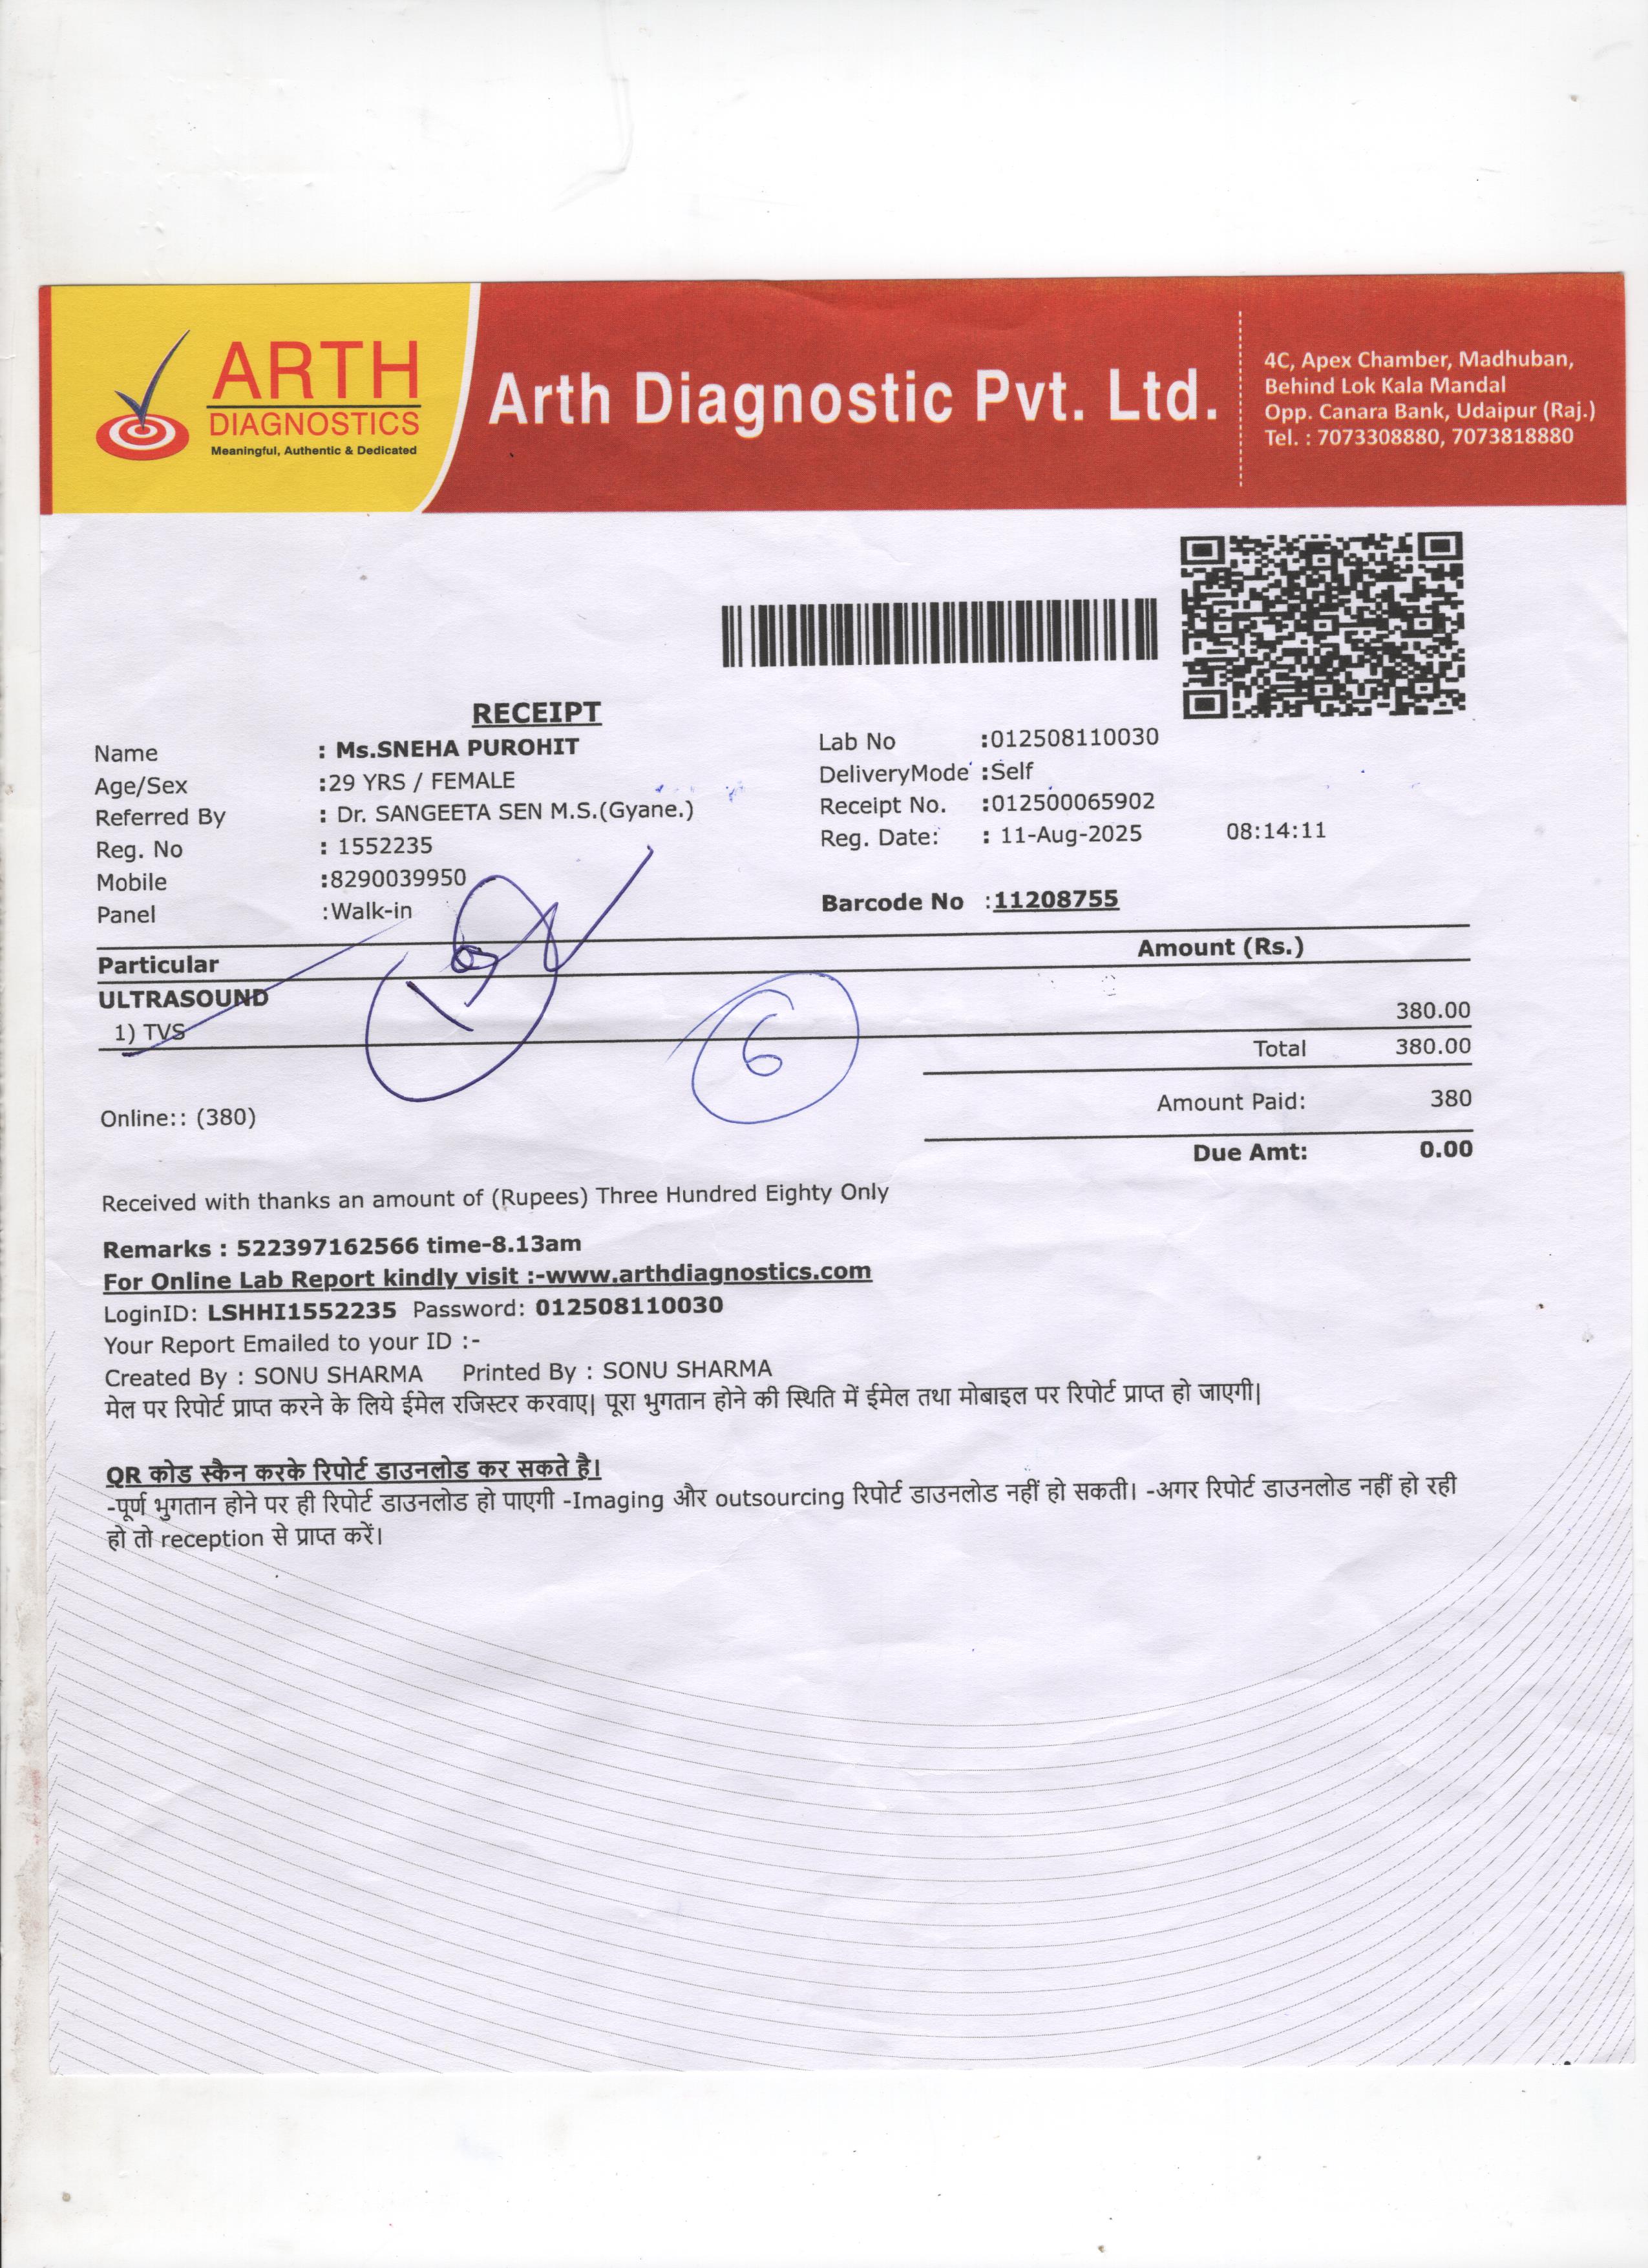 ARTH
DIAGNOSTICS
Meaningful, Authentic & Dedicated
Arth Diagnostic Pvt. Ltd.
4C, Apex Chamber, Madhuban,
Behind Lok Kala Mandal
Opp. Canara Bank, Udaipur (Raj.)
Tel. : 7073308880, 7073818880
RECEIPT
Name : Ms.SNEHA PUROHIT Lab No :012508110030
Age/Sex :29 YRS / FEMALE DeliveryMode :Self
Referred By : Dr. SANGEETA SEN M.S.(Gyane.) Receipt No. :012500065902
Reg. No : 1552235 Reg. Date: : 11-Aug-2025 08:14:11
Mobile :8290039950
Panel :Walk-in Barcode No :11208755
Particular Amount (Rs.)
ULTRASOUND
1) TVS 380.00
6
Total 380.00
Online:: (380) Amount Paid: 380
Due Amt: 0.00
Received with thanks an amount of (Rupees) Three Hundred Eighty Only
Remarks : 522397162566 time-8.13am
For Online Lab Report kindly visit :-www.arthdiagnostics.com
LoginID: LSHHI1552235 Password: 012508110030
Your Report Emailed to your ID :-
Created By : SONU SHARMA Printed By : SONU SHARMA
मेल पर रिपोर्ट प्राप्त करने के लिये ईमेल रजिस्टर करवाए| पूरा भुगतान होने की स्थिति में ईमेल तथा मोबाइल पर रिपोर्ट प्राप्त हो जाएगी|
QR कोड स्कैन करके रिपोर्ट डाउनलोड कर सकते है।
-पूर्ण भुगतान होने पर ही रिपोर्ट डाउनलोड हो पाएगी -Imaging और outsourcing रिपोर्ट डाउनलोड नहीं हो सकती। -अगर रिपोर्ट डाउनलोड नहीं हो रही
हो तो reception से प्राप्त करें।